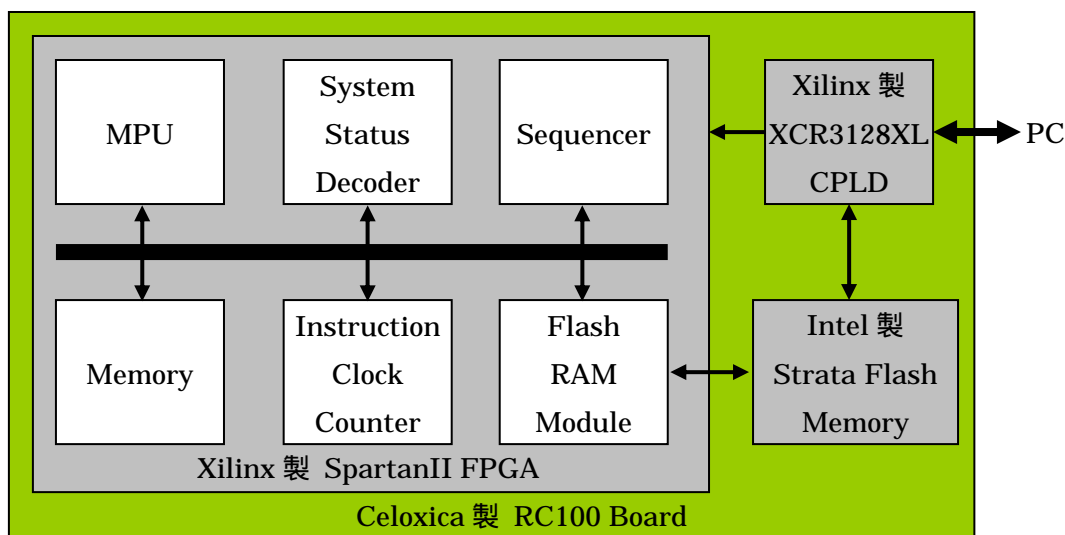 MPU
System
Status
Decoder
Sequencer
Xilinx 製
XCR3128XL
CPLD
PC
Memory
Instruction
Clock
Counter
Flash
RAM
Module
Intel 製
Strata Flash
Memory
Xilinx 製 SpartanII FPGA
Celoxica 製 RC100 Board